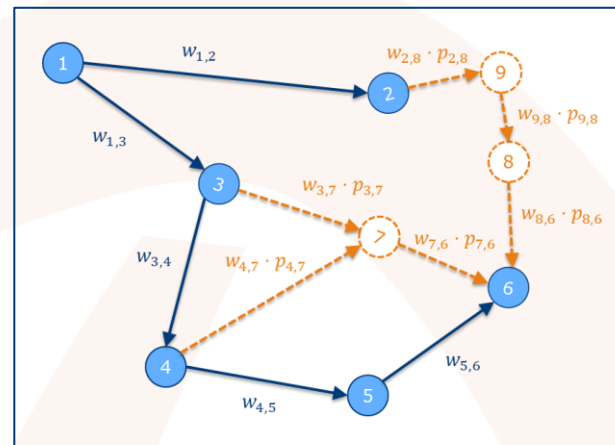 1
w₁,₂
w₂,₈ · p₂,₈
9
2
w₉,₈ · p₉,₈
w₁,₃
8
3
w₃,₇ · p₃,₇
w₈,₆ · p₈,₆
7
w₇,₆ · p₇,₆
w₃,₄
w₄,₇ · p₄,₇
6
4
w₅,₆
w₄,₅
5